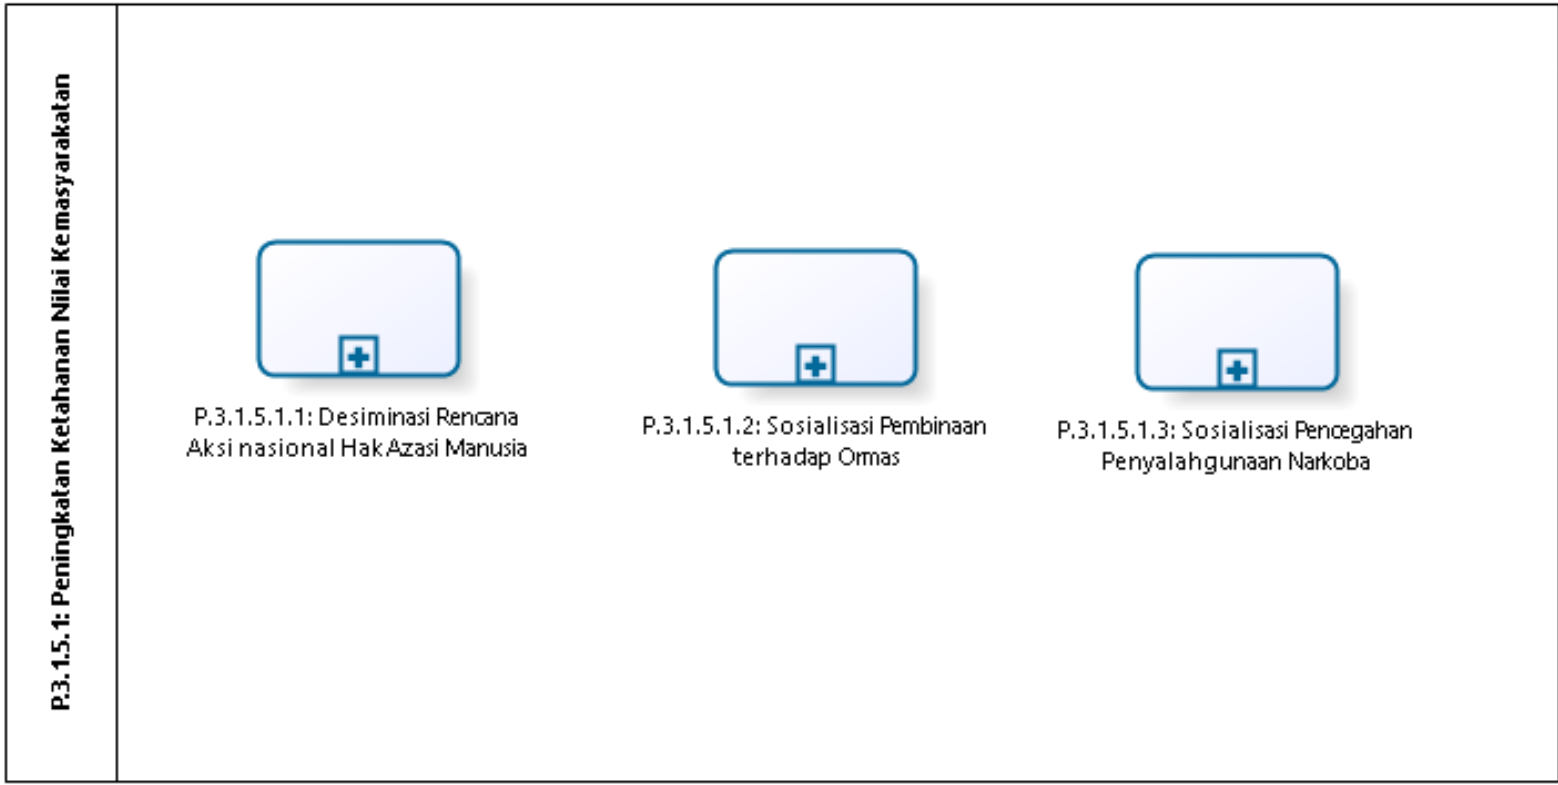 P.3.1.5.1: Peningkatan Ketahanan Nilai Kemasyarakatan
P.3.1.5.1.1: Desiminasi Rencana
Aksi nasional Hak Azasi Manusia
P.3.1.5.1.2: Sosialisasi Pembinaan
terhadap Ormas
P.3.1.5.1.3: Sosialisasi Pencegahan
Penyalahgunaan Narkoba